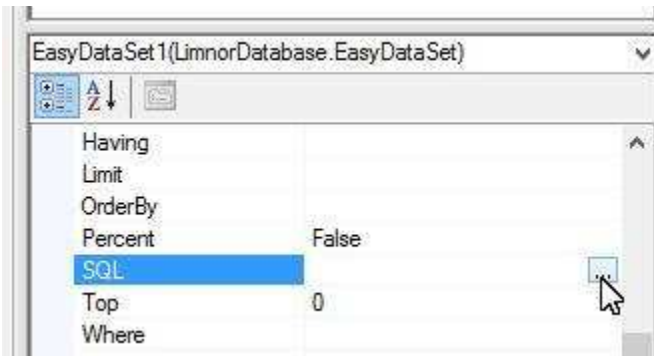 EasyDataSet1(LimnorDatabase.EasyDataSet)
A
Z
Having
Limit
OrderBy
Percent False
SQL ...
Top 0
Where